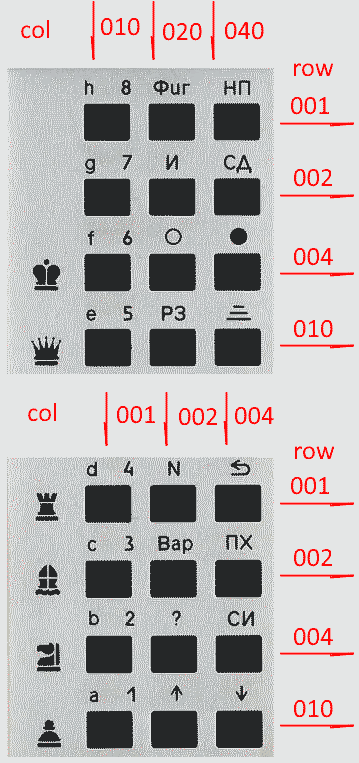 col 010 020 040
row
h 8 Фиг НП
001
g 7 И СД
002
f 6
004
e 5 РЗ
010
col 001 002 004
row
d 4 N
001
c 3 Вар ПХ
002
b 2 ? СИ
004
a 1 ↑ ↓
010